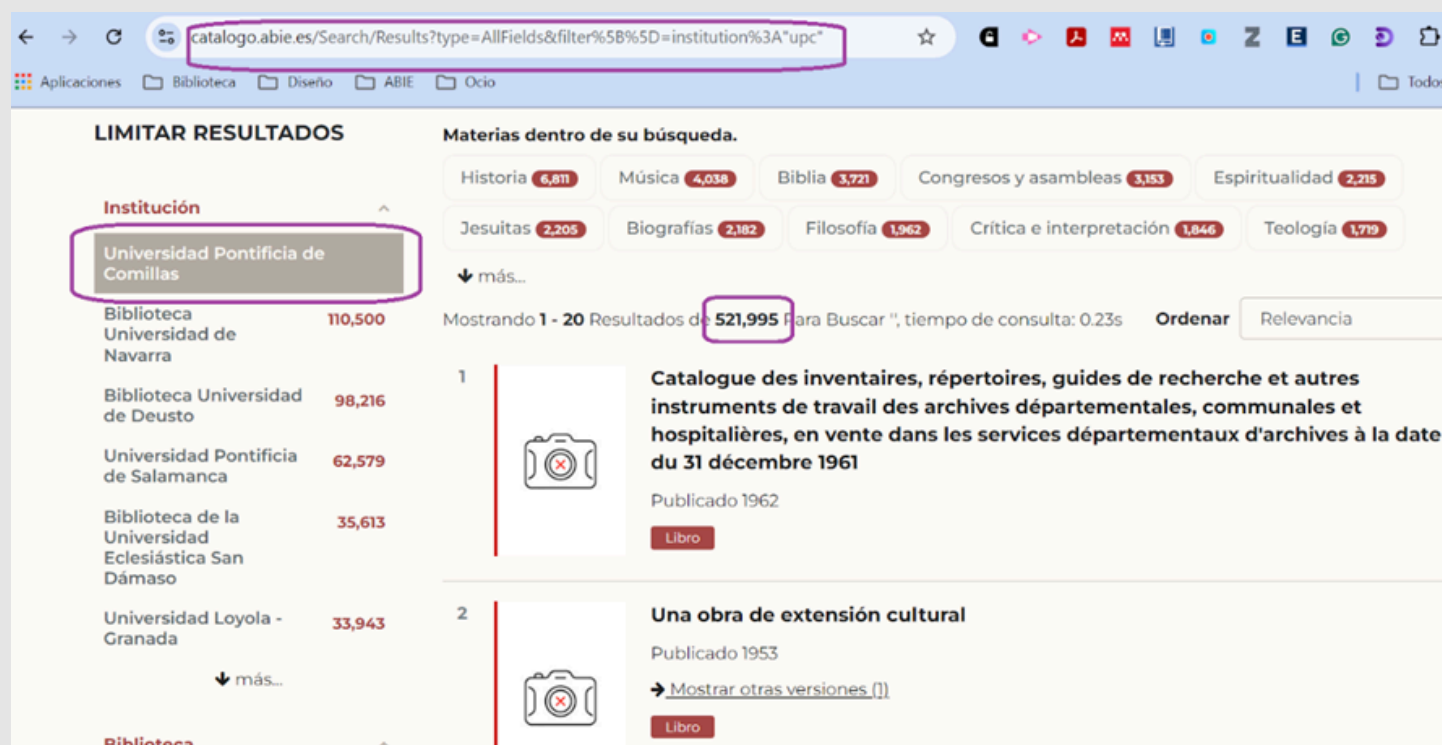 catalogo.abie.es/Search/Results?type=AllFields&filter%5B%5D=institution%3A"upc"
Aplicaciones Biblioteca Diseño ABIE Ocio Todos
LIMITAR RESULTADOS
Institución
Universidad Pontificia de
Comillas
Biblioteca 110,500
Universidad de
Navarra
Biblioteca Universidad 98,216
de Deusto
Universidad Pontificia 62,579
de Salamanca
Biblioteca de la 35,613
Universidad
Eclesiástica San
Dámaso
Universidad Loyola - 33,943
Granada
más...
Biblioteca
Materias dentro de su búsqueda.
Historia 6,811 Música 4,038 Biblia 3,721 Congresos y asambleas 3,153 Espiritualidad 2,215
Jesuitas 2,205 Biografías 2,182 Filosofía 1,962 Crítica e interpretación 1,846 Teología 1,719
más...
Mostrando 1 - 20 Resultados de 521,995 Para Buscar '', tiempo de consulta: 0.23s Ordenar Relevancia
1
Catalogue des inventaires, répertoires, guides de recherche et autres
instruments de travail des archives départementales, communales et
hospitalières, en vente dans les services départementaux d'archives à la date
du 31 décembre 1961
Publicado 1962
Libro
2
Una obra de extensión cultural
Publicado 1953
Mostrar otras versiones (1)
Libro